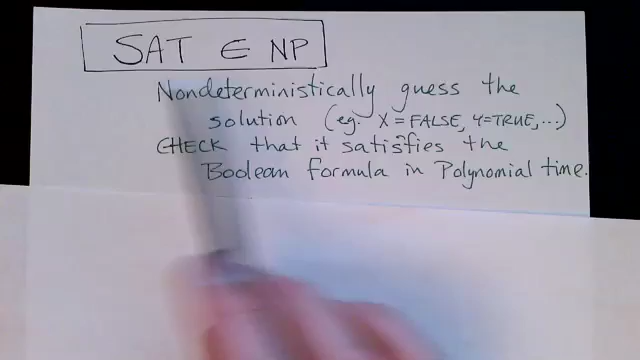 SAT ∈ NP
Nondeterministically guess the
solution (eg. X = FALSE, Y=TRUE, ...)
CHECK that it satisfies the
Boolean formula in Polynomial time.